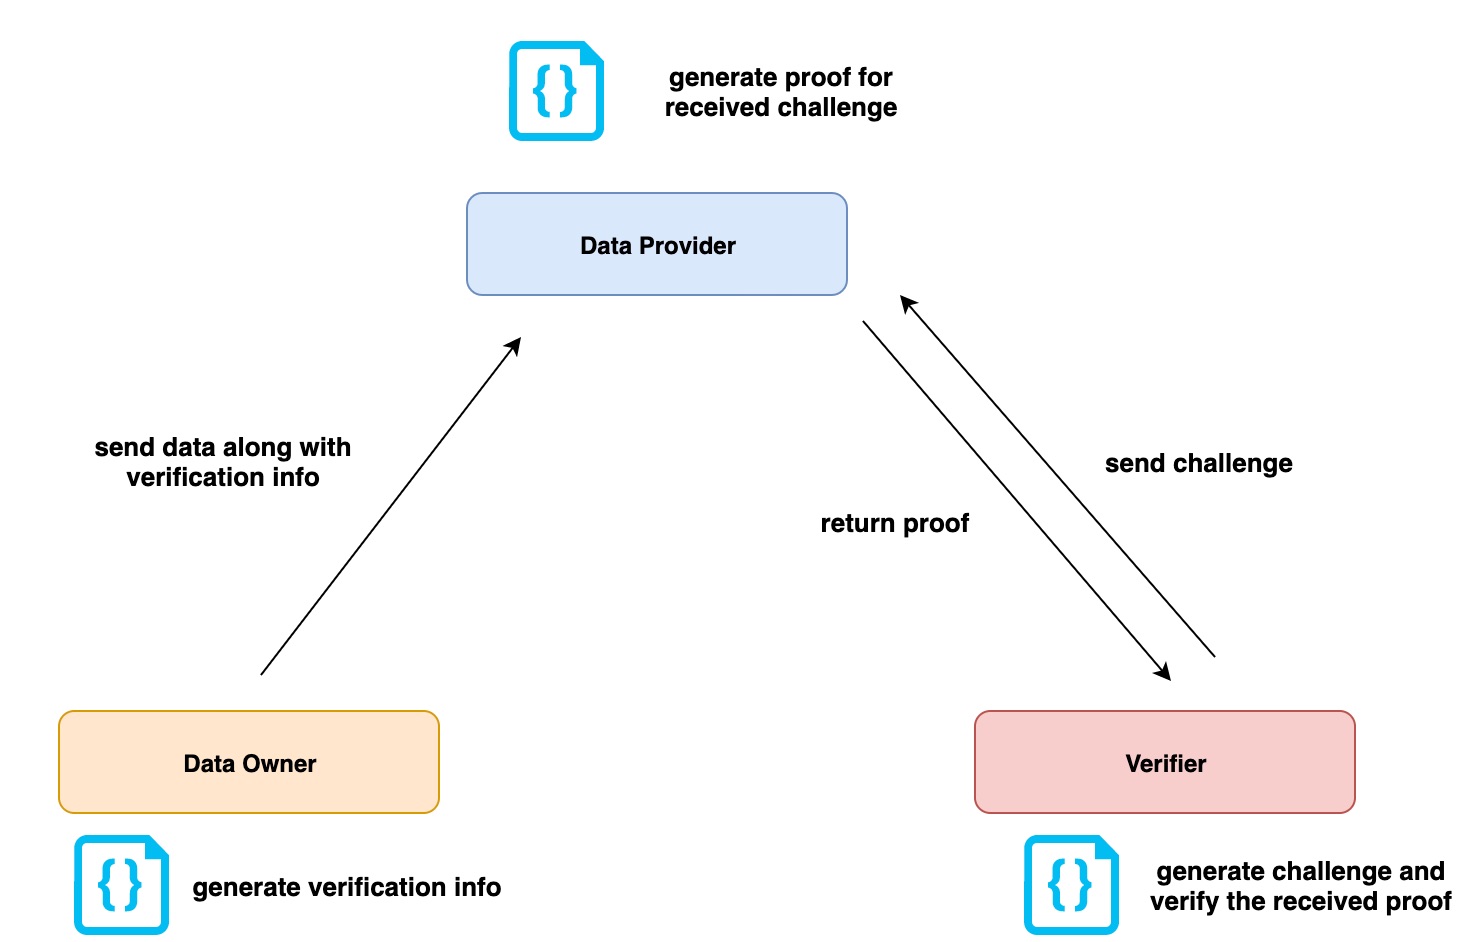 {}
generate proof for
received challenge
Data Provider
send data along with
verification info
send challenge
return proof
Data Owner
Verifier
{}
generate verification info
{}
generate challenge and
verify the received proof